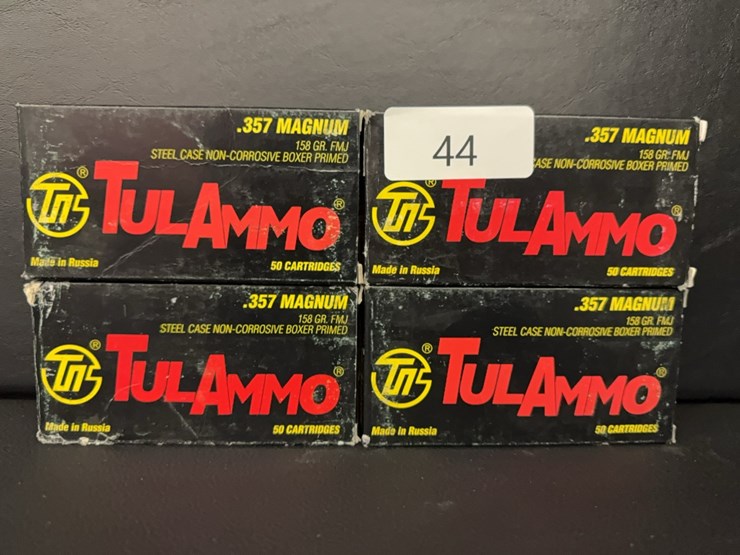 .357 MAGNUM
158 GR. FMJ
STEEL CASE NON-CORROSIVE BOXER PRIMED
TULAMMO®
Made in Russia
50 CARTRIDGES
44
.357 MAGNUM
158 GR. FMJ
CASE NON-CORROSIVE BOXER PRIMED
® TULAMMO®
Made in Russia
50 CARTRIDGES
.357 MAGNUM
158 GR. FMJ
STEEL CASE NON-CORROSIVE BOXER PRIMED
® TULAMMO®
Made in Russia
50 CARTRIDGES
.357 MAGNUM
158 GR. FMJ
STEEL CASE NON-CORROSIVE BOXER PRIMED
® TULAMMO®
Made in Russia
50 CARTRIDGES